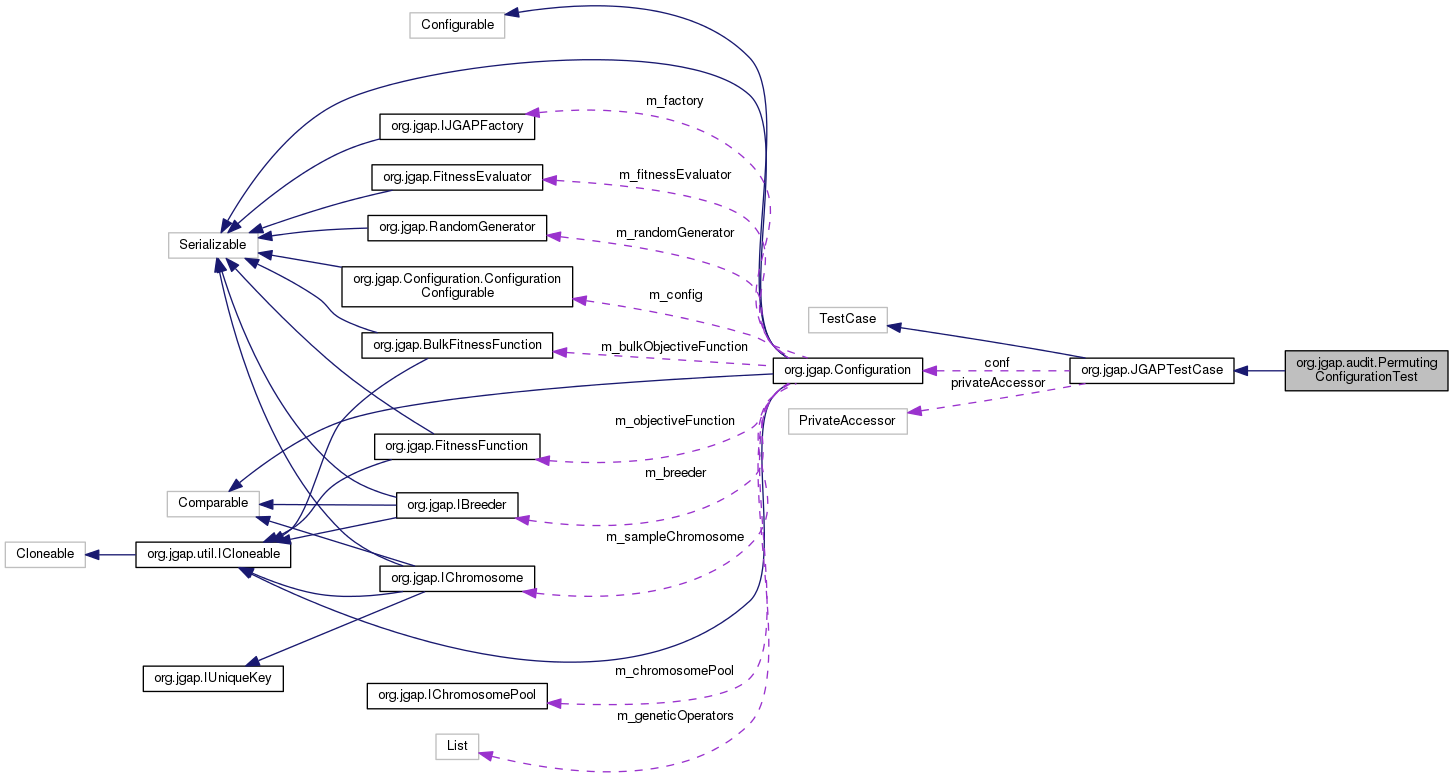 Configurable
m_factory
org.jgap.IJGAPFactory
m_fitnessEvaluator
org.jgap.FitnessEvaluator
org.jgap.RandomGenerator
m_randomGenerator
Serializable
org.jgap.Configuration.Configuration
Configurable
m_config
TestCase
org.jgap.BulkFitnessFunction
m_bulkObjectiveFunction
org.jgap.Configuration
conf
privateAccessor
org.jgap.JGAPTestCase
org.jgap.audit.Permuting
ConfigurationTest
PrivateAccessor
m_objectiveFunction
org.jgap.FitnessFunction
m_breeder
Comparable
org.jgap.IBreeder
m_sampleChromosome
Cloneable
org.jgap.util.ICloneable
org.jgap.IChromosome
org.jgap.IUniqueKey
m_chromosomePool
org.jgap.IChromosomePool
m_geneticOperators
List